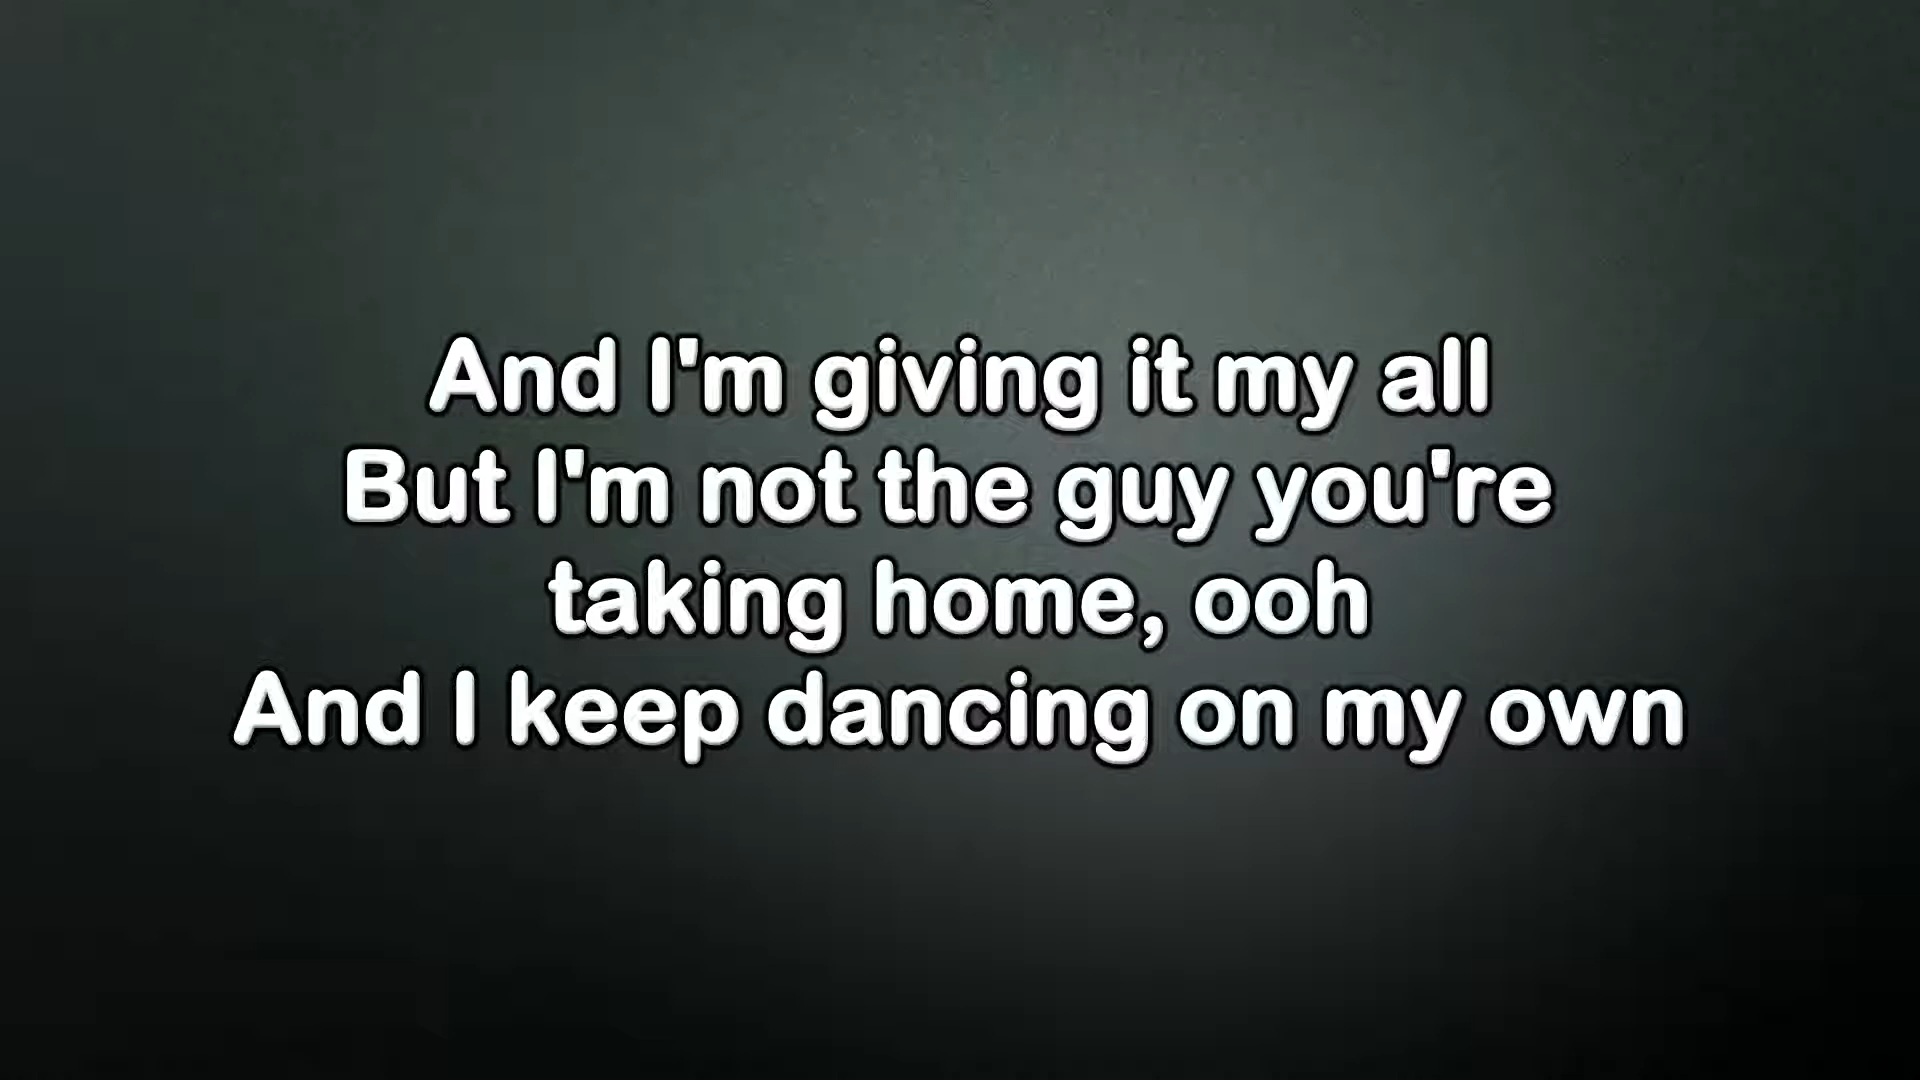 And I'm giving it my all
But I'm not the guy you're
taking home, ooh
And I keep dancing on my own